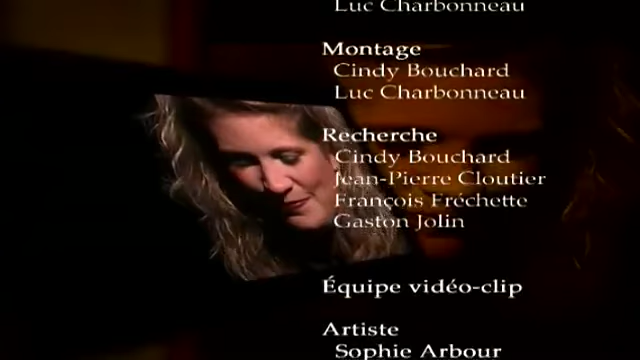 Luc Charbonneau
Montage
Cindy Bouchard
Luc Charbonneau
Recherche
Cindy Bouchard
Jean-Pierre Cloutier
François Fréchette
Gaston Jolin
Équipe vidéo-clip
Artiste
Sophie Arbour